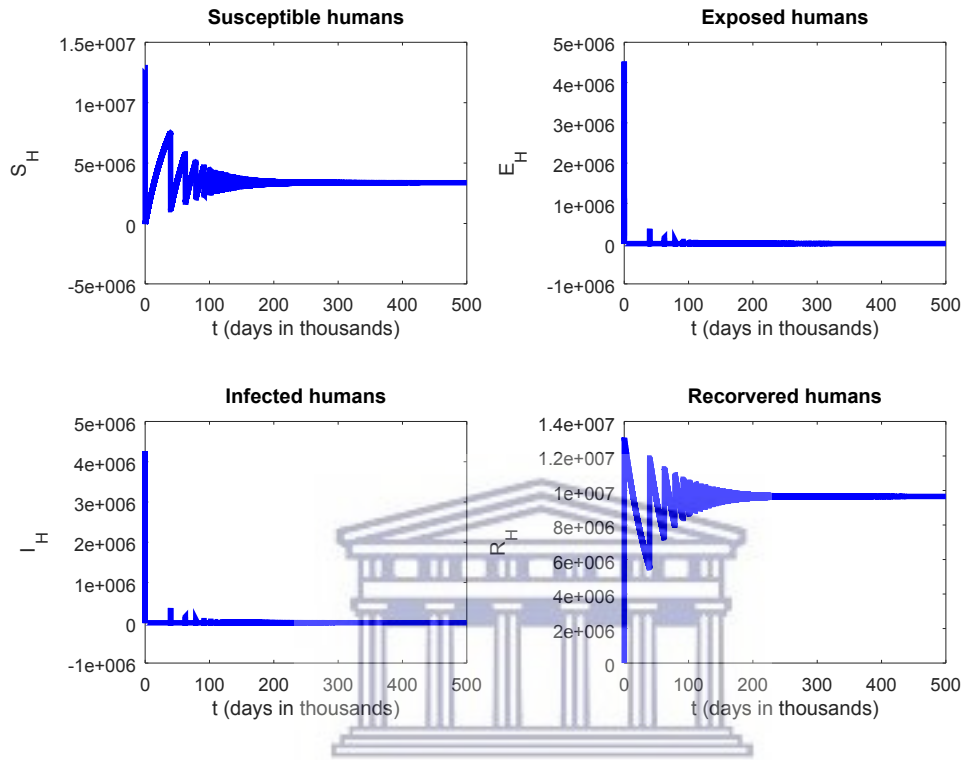 Susceptible humans
1.5e+007
1e+007
5e+006
0
-5e+006
S_H
0 100 200 300 400 500
t (days in thousands)
Exposed humans
5e+006
4e+006
3e+006
2e+006
1e+006
0
-1e+006
E_H
0 100 200 300 400 500
t (days in thousands)
Infected humans
5e+006
4e+006
3e+006
2e+006
1e+006
0
-1e+006
I_H
0 100 200 300 400 500
t (days in thousands)
Recorvered humans
1.4e+007
1.2e+007
1e+007
8e+006
6e+006
4e+006
2e+006
0
R_H
0 100 200 300 400 500
t (days in thousands)